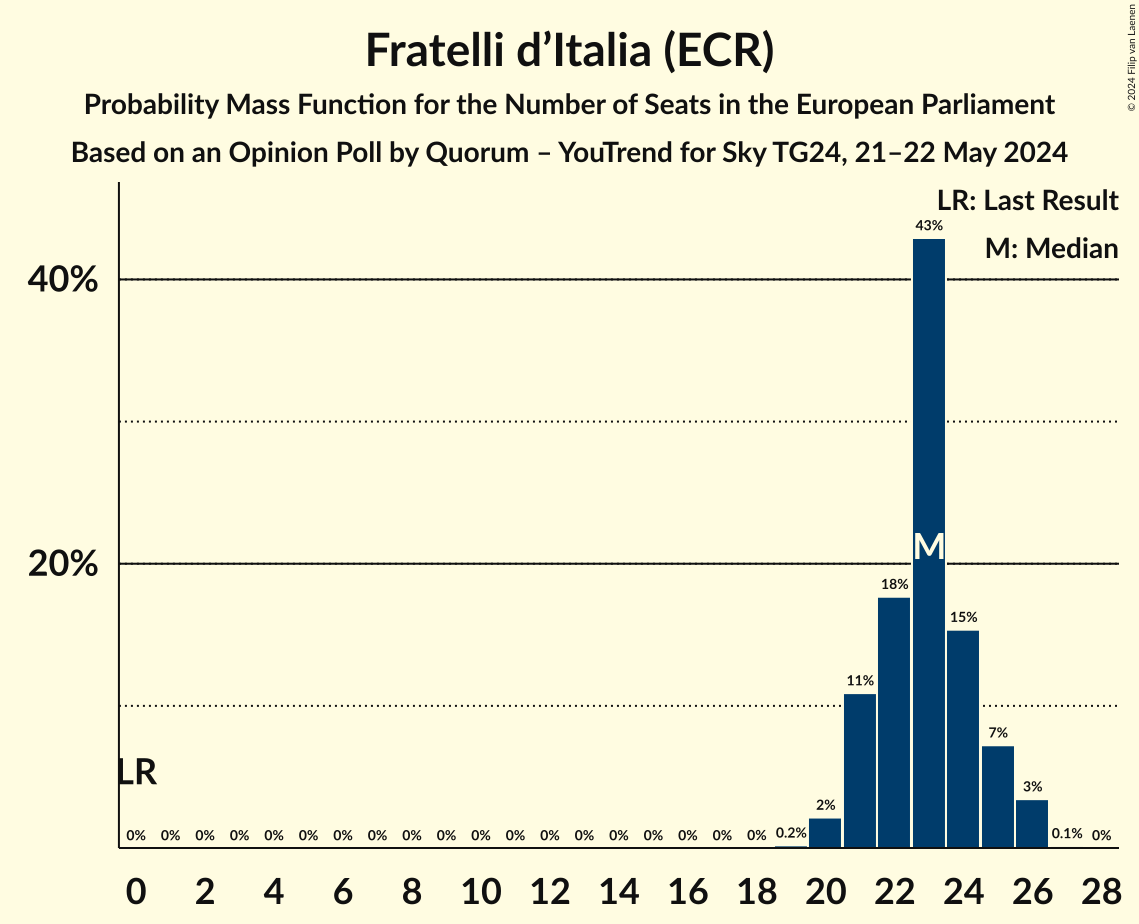 Fratelli d’Italia (ECR)
Probability Mass Function for the Number of Seats in the European Parliament
Based on an Opinion Poll by Quorum – YouTrend for Sky TG24, 21–22 May 2024
© 2024 Filip van Laenen
LR: Last Result
M: Median
40%
20%
43%
M
18%
15%
11%
7%
3%
2%
LR
0% 0% 0% 0% 0% 0% 0% 0% 0% 0% 0% 0% 0% 0% 0% 0% 0% 0% 0% 0.2% 0.1% 0%
0 2 4 6 8 10 12 14 16 18 20 22 24 26 28